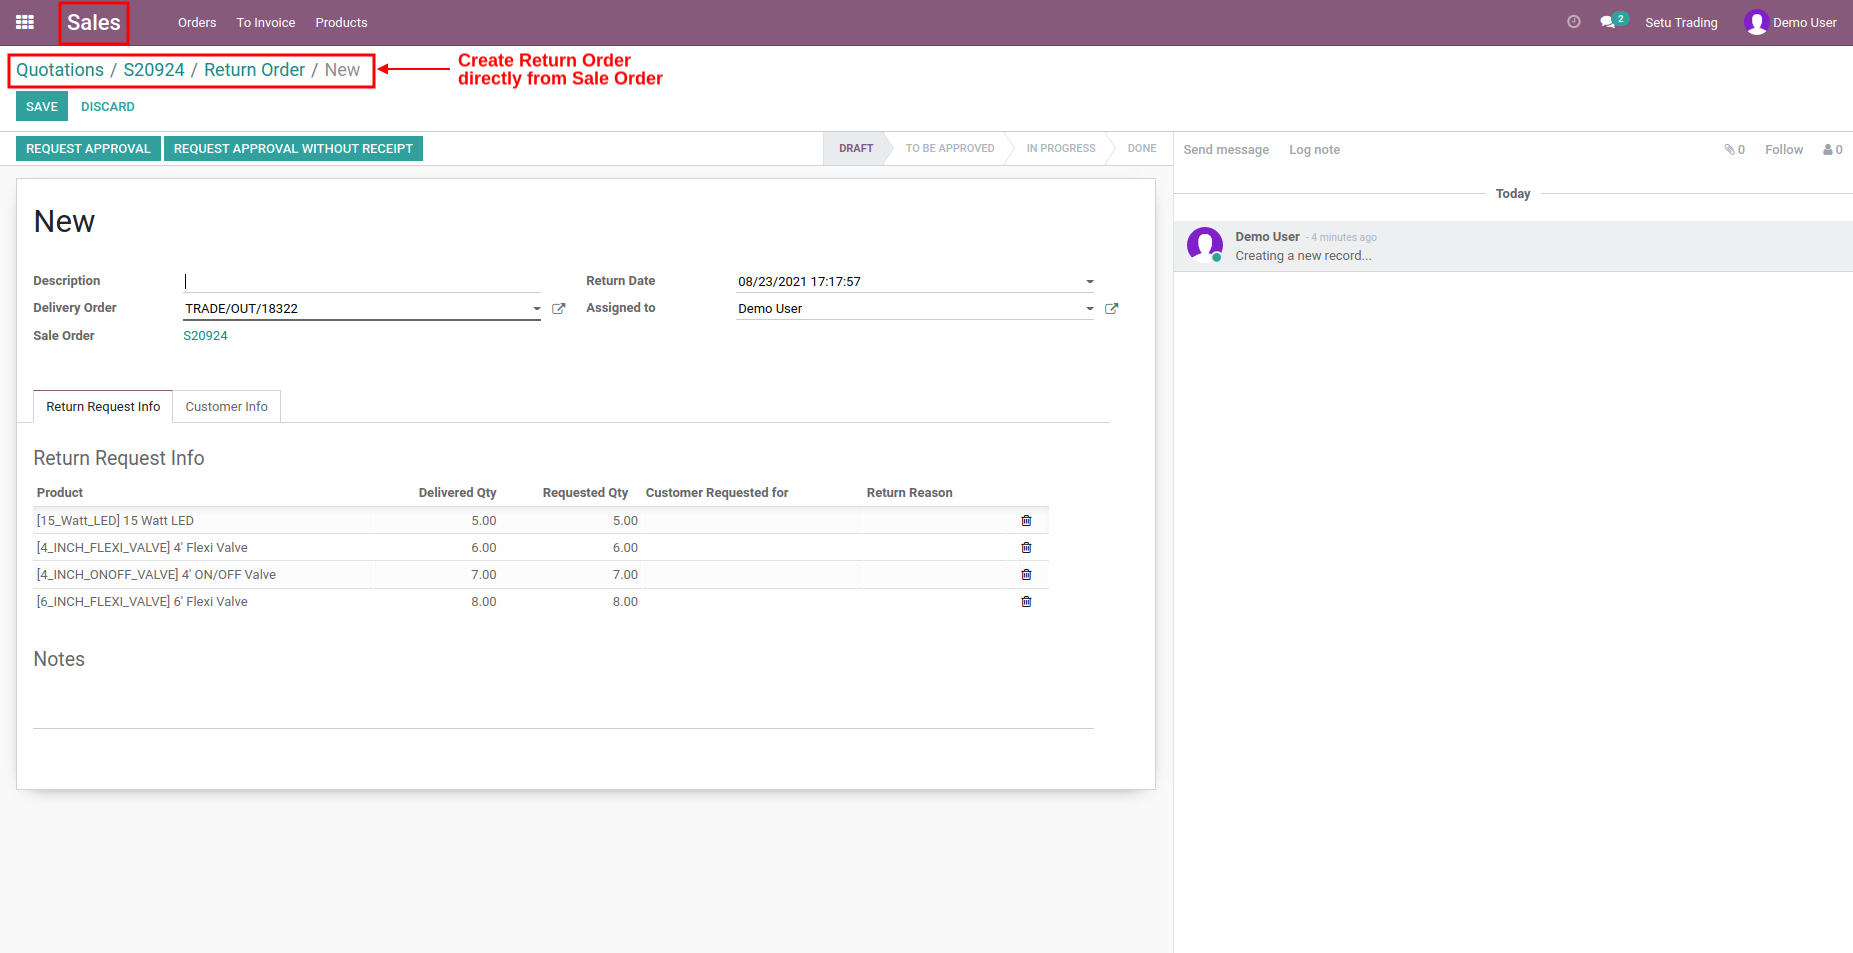 Sales Orders To Invoice Products 2 Setu Trading Demo User
Quotations / S20924 / Return Order / New
Create Return Order
directly from Sale Order
SAVE DISCARD
REQUEST APPROVAL REQUEST APPROVAL WITHOUT RECEIPT DRAFT TO BE APPROVED IN PROGRESS DONE
Send message Log note 0 Follow 0
Today
Demo User - 4 minutes ago
Creating a new record...
New
Description Return Date 08/23/2021 17:17:57
Delivery Order TRADE/OUT/18322 Assigned to Demo User
Sale Order S20924
Return Request Info Customer Info
Return Request Info
Product Delivered Qty Requested Qty Customer Requested for Return Reason
[15_Watt_LED] 15 Watt LED 5.00 5.00
[4_INCH_FLEXI_VALVE] 4' Flexi Valve 6.00 6.00
[4_INCH_ONOFF_VALVE] 4' ON/OFF Valve 7.00 7.00
[6_INCH_FLEXI_VALVE] 6' Flexi Valve 8.00 8.00
Notes